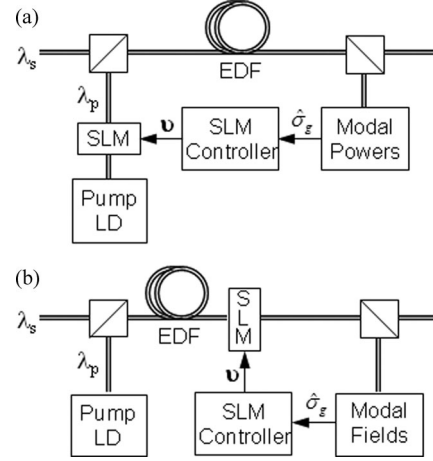 (a)
λs
EDF
λp
SLM
υ
SLM
Controller
σ̂g
Modal
Powers
Pump
LD
(b)
λs
EDF
S
L
M
λp
υ
Pump
LD
SLM
Controller
σ̂g
Modal
Fields